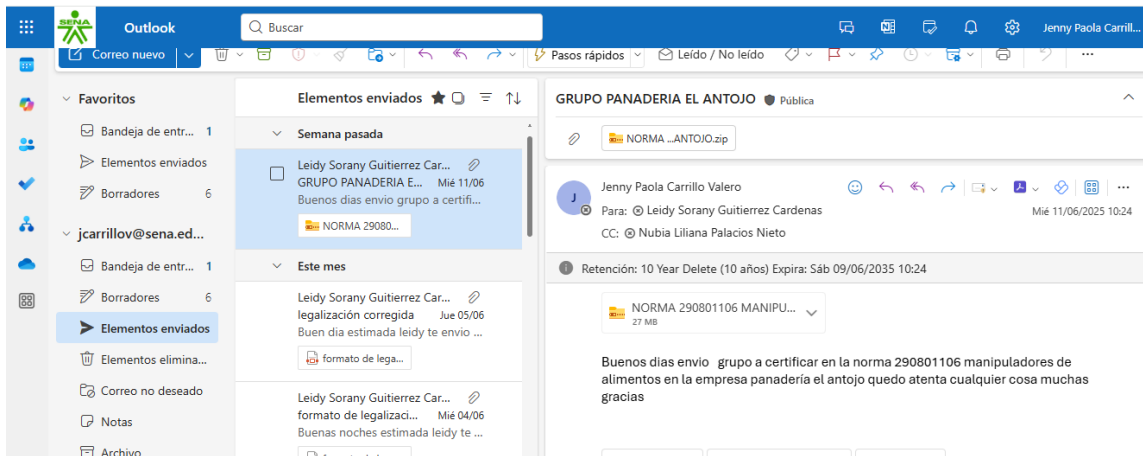 SENA
Outlook
Buscar
Jenny Paola Carrill...
Correo nuevo
Pasos rápidos
Leído / No leído
Favoritos
Bandeja de entr... 1
Elementos enviados
Borradores 6
jcarrillov@sena.ed...
Bandeja de entr... 1
Borradores 6
Elementos enviados
Elementos elimina...
Correo no deseado
Notas
Archivo
Elementos enviados
Semana pasada
Leidy Sorany Guitierrez Car...
GRUPO PANADERIA E... Mié 11/06
Buenos dias envio grupo a certifi...
NORMA 29080...
Este mes
Leidy Sorany Guitierrez Car...
legalización corregida Jue 05/06
Buen dia estimada leidy te envio ...
formato de lega...
Leidy Sorany Guitierrez Car...
formato de legalizaci... Mié 04/06
Buenas noches estimada leidy te ...
GRUPO PANADERIA EL ANTOJO Pública
NORMA ...ANTOJO.zip
J
Jenny Paola Carrillo Valero
Para: Leidy Sorany Guitierrez Cardenas
Mié 11/06/2025 10:24
CC: Nubia Liliana Palacios Nieto
Retención: 10 Year Delete (10 años) Expira: Sáb 09/06/2035 10:24
NORMA 290801106 MANIPU...
27 MB
Buenos dias envio grupo a certificar en la norma 290801106 manipuladores de
alimentos en la empresa panadería el antojo quedo atenta cualquier cosa muchas
gracias